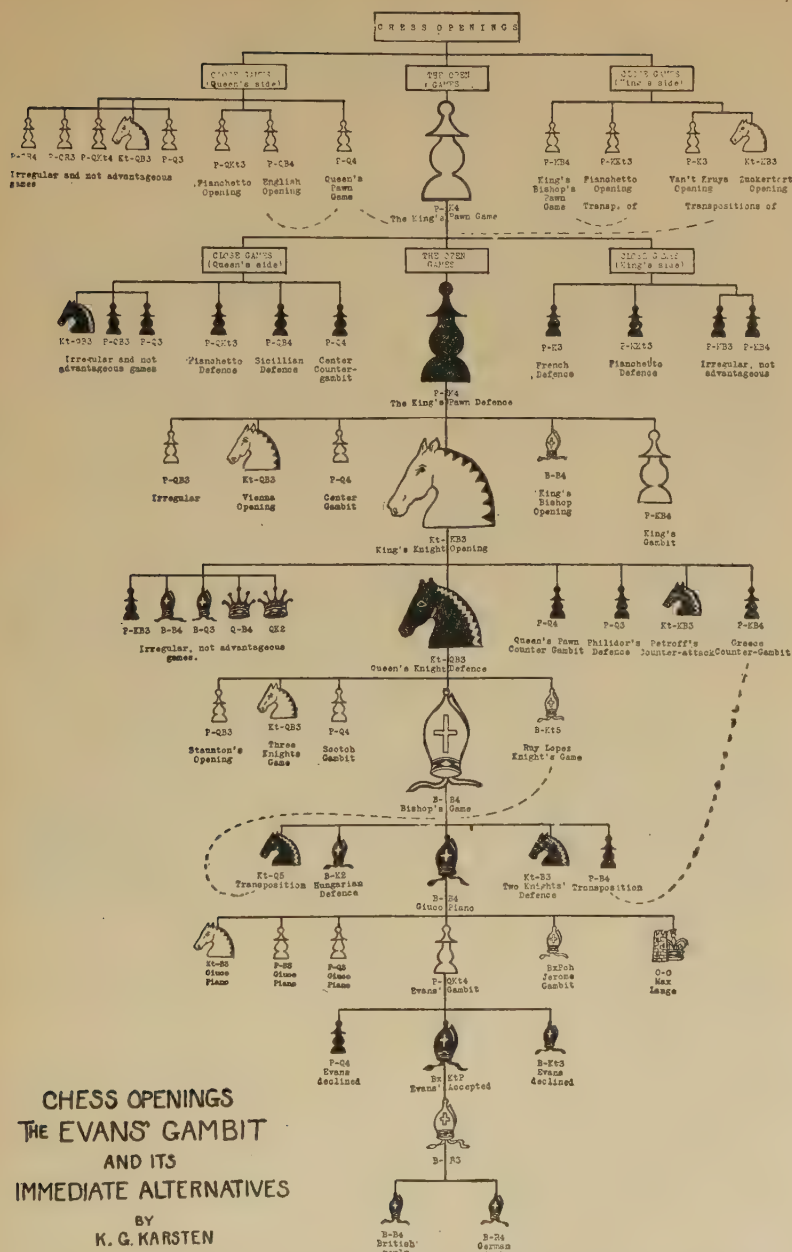 CHESS OPENINGS
CLOSE GAMES
(Queen's side)
THE OPEN
GAMES
CLOSE GAMES
(King's side)
P-QR4 P-QR3 P-QKt4 Kt-QB3 P-Q3
Irregular and not advantageous
games
P-QKt3
Fianchetto
Opening
P-QB4
English
Opening
P-Q4
Queen's
Pawn
Game
P-K4
The King's Pawn Game
P-KB4
King's
Bishop's
Pawn
Game
P-KKt3
Fianchetto
Opening
Transp. of
P-K3
Van't Kruys
Opening
Kt-KB3
Zukertort
Opening
Transpositions of
CLOSE GAMES
(Queen's side)
THE OPEN
GAMES
CLOSE GAMES
(King's side)
Kt-QB3 P-QB3 P-Q3
Irregular and not
advantageous games
P-QKt3
Fianchetto
Defence
P-QB4
Sicillian
Defence
P-Q4
Center
Counter-
gambit
P-K4
The King's Pawn Defence
P-K3
French
Defence
P-KKt3
Fianchetto
Defence
P-KB3 P-KB4
Irregular, not
advantageous
P-QB3
Irregular
Kt-QB3
Vienna
Opening
P-Q4
Center
Gambit
Kt-KB3
King's Knight Opening
B-B4
King's
Bishop
Opening
P-KB4
King's
Gambit
P-KB3 B-B4 B-Q3 Q-B4 QK2
Irregular, not advantageous
games.
Kt-QB3
Queen's Knight Defence
P-Q4
Queen's Pawn
Counter Gambit
P-Q3
Philidor's
Defence
Kt-KB3
Petroff's
Counter-attack
P-KB4
Greece
Counter-Gambit
P-QB3
Staunton's
Opening
Kt-QB3
Three
Knights
Game
P-Q4
Scotch
Gambit
B-B4
Bishop's Game
B-Kt5
Ruy Lopez
Knight's Game
Kt-Q5
Transposition
B-K2
Hungarian
Defence
B-B4
Giuco Piano
Kt-B3
Two Knights'
Defence
P-B4
Transposition
Kt-B3
Giuco
Piano
P-B3
Giuco
Piano
P-Q3
Giuco
Piano
P-QKt4
Evans' Gambit
BxPch
Jerome
Gambit
O-O
Max
Lange
P-Q4
Evans
declined
BxKtP
Evans' Accepted
B-Kt3
Evans
declined
B-B4
British
B-R4
German
CHESS OPENINGS
THE EVANS' GAMBIT
AND ITS
IMMEDIATE ALTERNATIVES
BY
K. G. KARSTEN